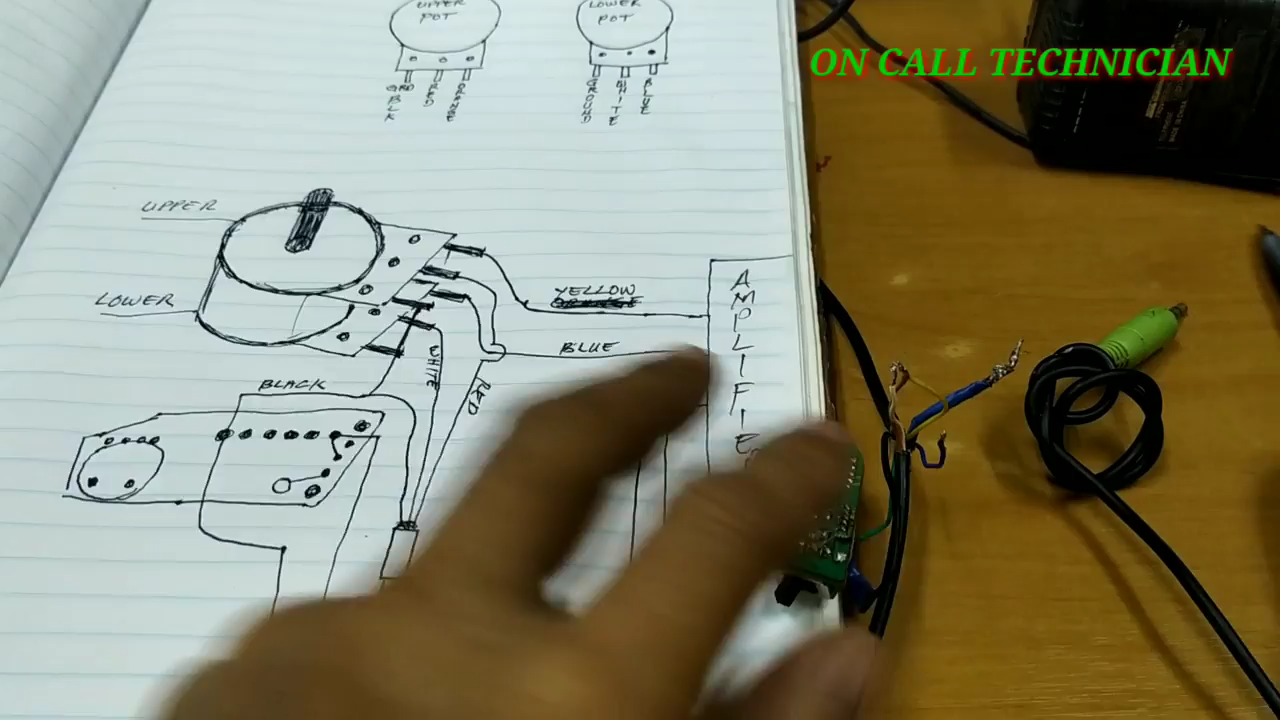 UPPER POT
LOWER POT
ON CALL TECHNICIAN
GRD BLK
RED
ORANGE
GROUND
WHITE
BLUE
UPPER
YELLOW
LOWER
BLUE
WHITE
RED
BLACK
AMPLIFIE